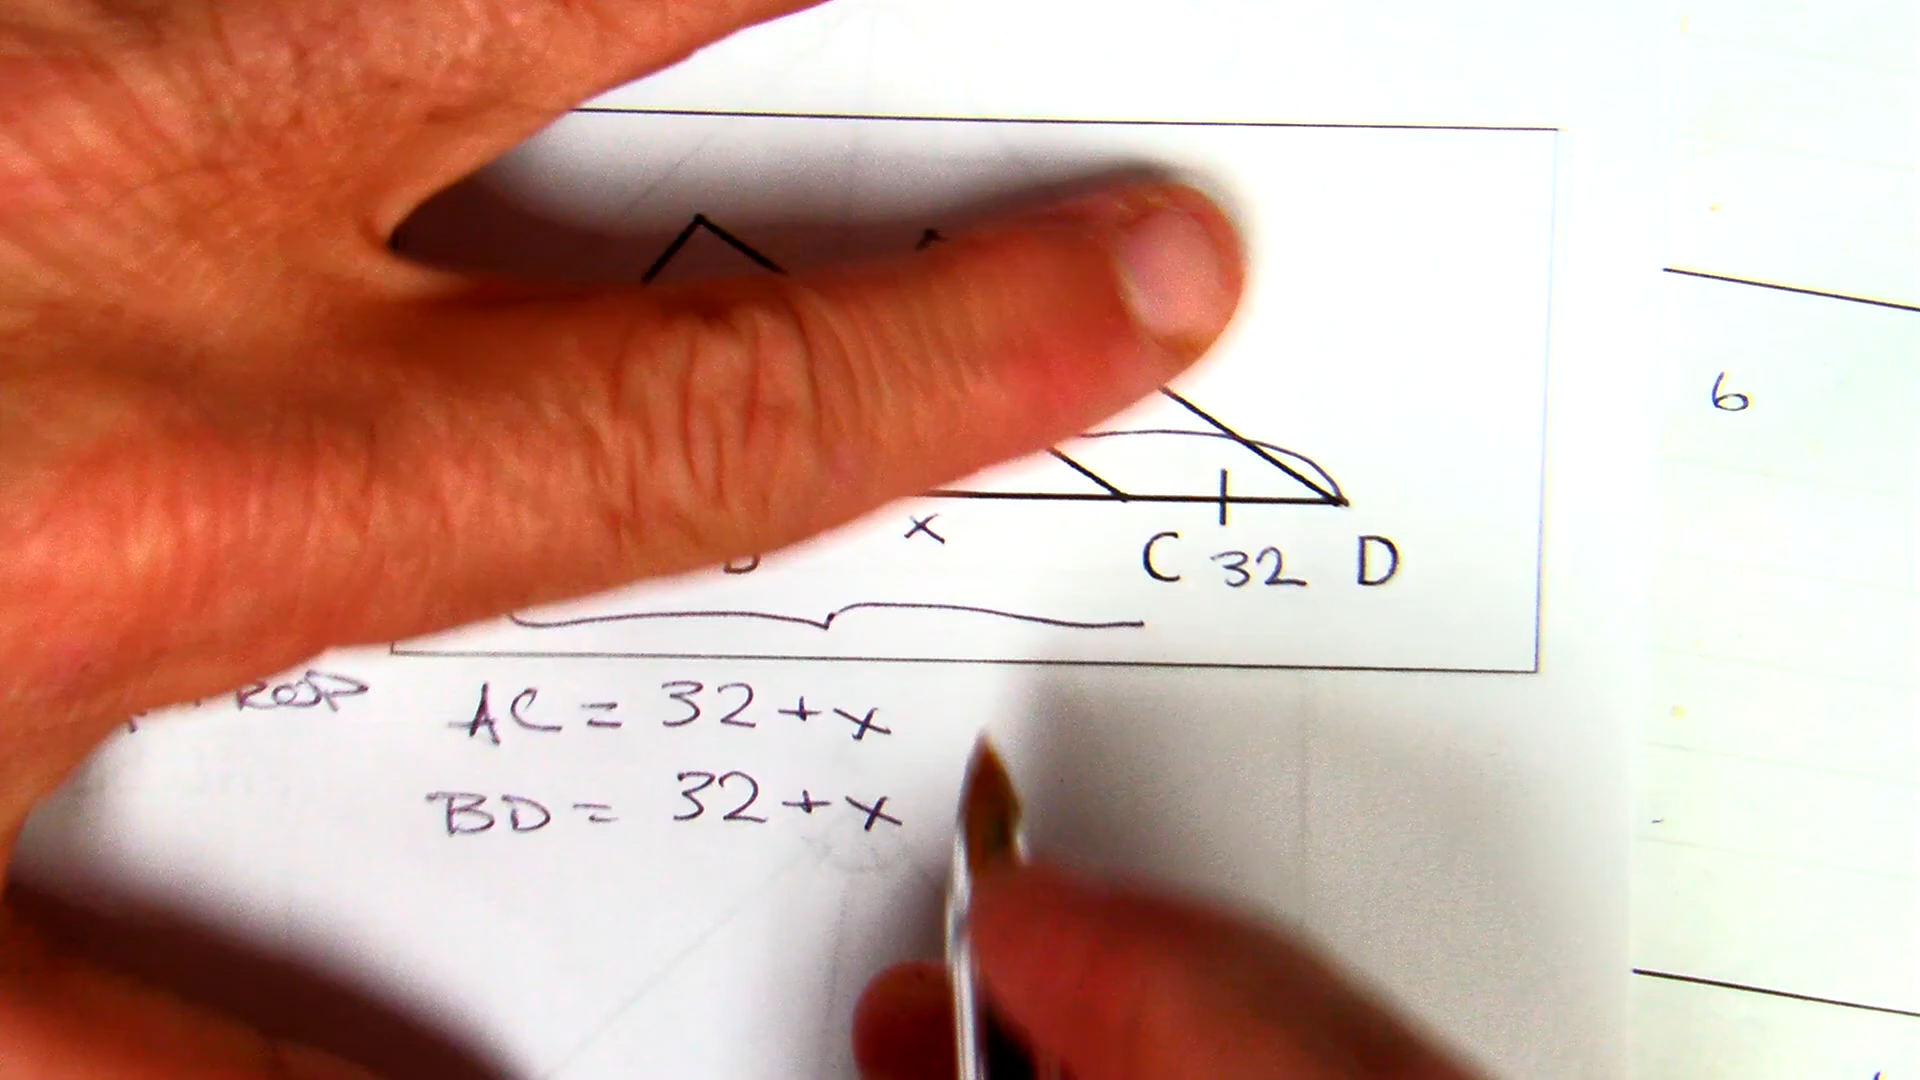 x
C 32 D
AC = 32 + x
BD = 32 + x
6